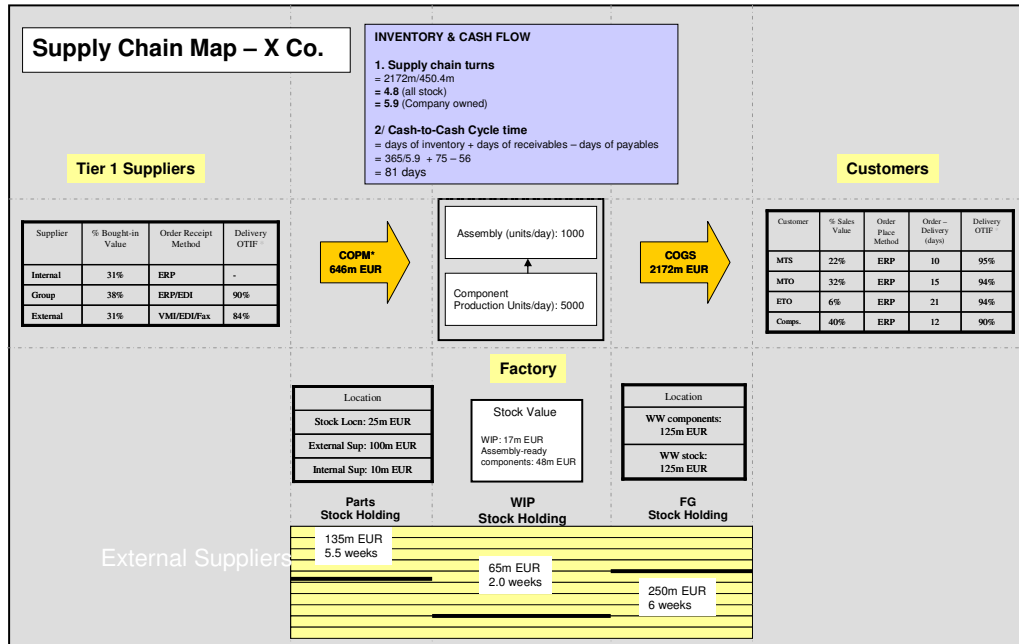 Supply Chain Map – X Co.
INVENTORY & CASH FLOW
1. Supply chain turns
= 2172m/450.4m
= 4.8 (all stock)
= 5.9 (Company owned)
2/ Cash-to-Cash Cycle time
= days of inventory + days of receivables – days of payables
= 365/5.9 + 75 – 56
= 81 days
Tier 1 Suppliers
Customers
Supplier % Bought-in Value Order Receipt Method Delivery OTIF
Internal 31% ERP -
Group 38% ERP/EDI 90%
External 31% VMI/EDI/Fax 84%
COPM*
646m EUR
Assembly (units/day): 1000
Component
Production Units/day): 5000
COGS
2172m EUR
Customer % Sales Value Order Place Method Order – Delivery (days) Delivery OTIF
MTS 22% ERP 10 95%
MTO 32% ERP 15 94%
ETO 6% ERP 21 94%
Comps. 40% ERP 12 90%
Factory
Location
Stock Locn: 25m EUR
External Sup: 100m EUR
Internal Sup: 10m EUR
Stock Value
WIP: 17m EUR
Assembly-ready
components: 48m EUR
Location
WW components:
125m EUR
WW stock:
125m EUR
Parts
Stock Holding
WIP
Stock Holding
FG
Stock Holding
External Suppliers
135m EUR
5.5 weeks
65m EUR
2.0 weeks
250m EUR
6 weeks